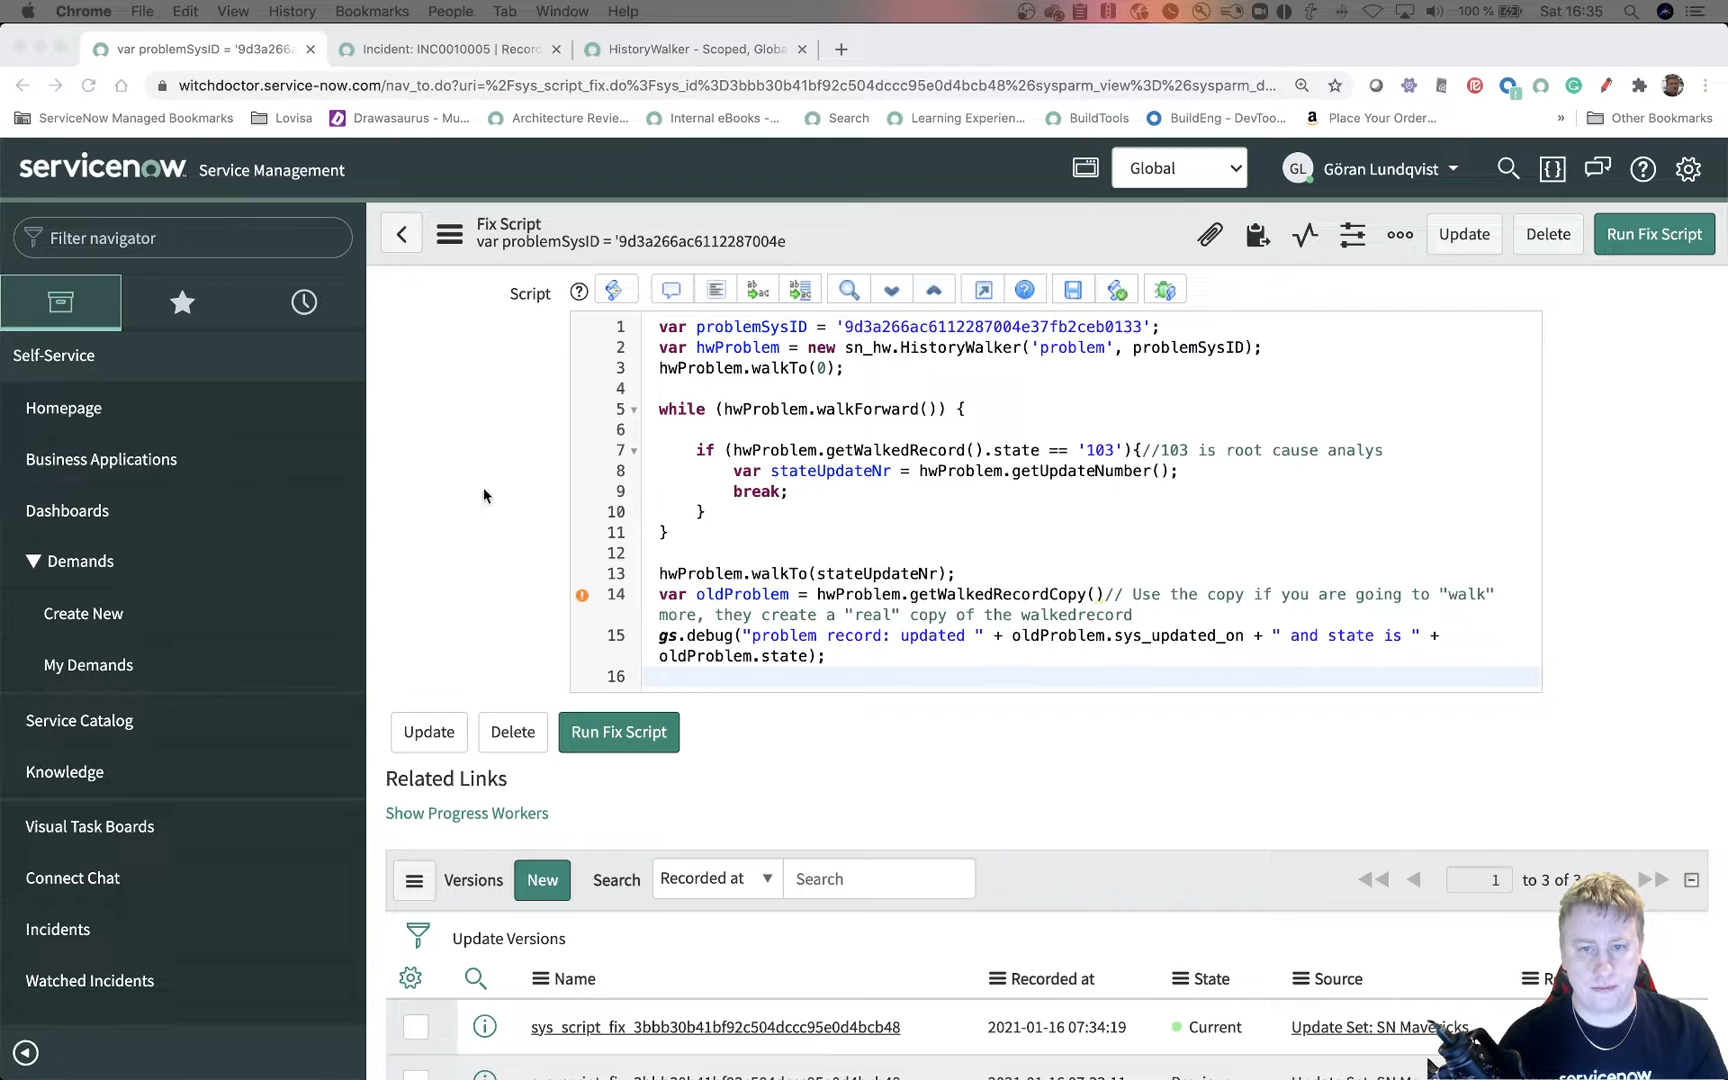 Chrome File Edit View History Bookmarks People Tab Window Help 100 % Sat 16:35
var problemSysID = '9d3a266a Incident: INC0010005 | Recor HistoryWalker - Scoped, Globa
witchdoctor.service-now.com/nav_to.do?uri=%2Fsys_script_fix.do%3Fsys_id%3D3bbb30b41bf92c504dccc95e0d4bcb48%26sysparm_view%3D%26sysparm_d...
ServiceNow Managed Bookmarks Lovisa Drawasaurus - Mu... Architecture Revie... Internal eBooks -... Search Learning Experien... BuildTools BuildEng - DevToo... Place Your Order... » Other Bookmarks
servicenow Service Management Global GL Göran Lundqvist
Filter navigator
Fix Script
var problemSysID = '9d3a266ac6112287004e
Update Delete Run Fix Script
Self-Service
Homepage
Business Applications
Dashboards
Demands
Create New
My Demands
Service Catalog
Knowledge
Visual Task Boards
Connect Chat
Incidents
Watched Incidents
Script
1 var problemSysID = '9d3a266ac6112287004e37fb2ceb0133';
2 var hwProblem = new sn_hw.HistoryWalker('problem', problemSysID);
3 hwProblem.walkTo(0);
4
5 while (hwProblem.walkForward()) {
6
7 if (hwProblem.getWalkedRecord().state == '103'){//103 is root cause analys
8 var stateUpdateNr = hwProblem.getUpdateNumber();
9 break;
10 }
11 }
12
13 hwProblem.walkTo(stateUpdateNr);
14 var oldProblem = hwProblem.getWalkedRecordCopy()// Use the copy if you are going to "walk"
more, they create a "real" copy of the walkedrecord
15 gs.debug("problem record: updated " + oldProblem.sys_updated_on + " and state is " +
oldProblem.state);
16
Update Delete Run Fix Script
Related Links
Show Progress Workers
Versions New Search Recorded at Search 1 to 3 of 3
Update Versions
Name Recorded at State Source
sys_script_fix_3bbb30b41bf92c504dccc95e0d4bcb48 2021-01-16 07:34:19 Current Update Set: SN Mavericks
servicenow